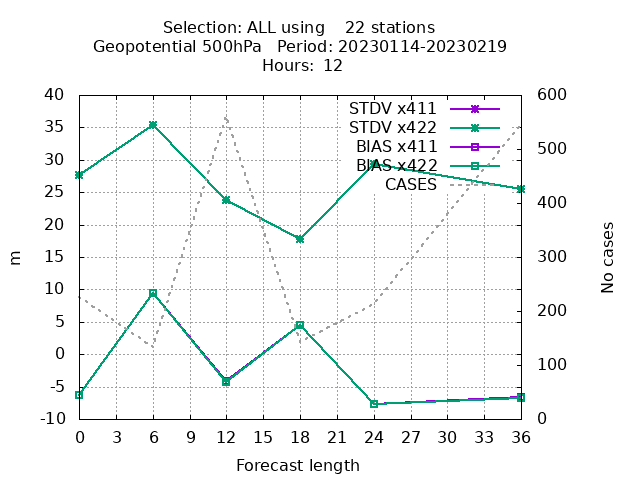 Selection: ALL using    22 stations
Geopotential 500hPa   Period: 20230114-20230219
Hours:  12
40
35
30
25
20
15
10
5
0
-5
-10
m
STDV x411
STDV x422
BIAS x411
BIAS x422
CASES
600
500
400
300
200
100
0
No cases
0 3 6 9 12 15 18 21 24 27 30 33 36
Forecast length